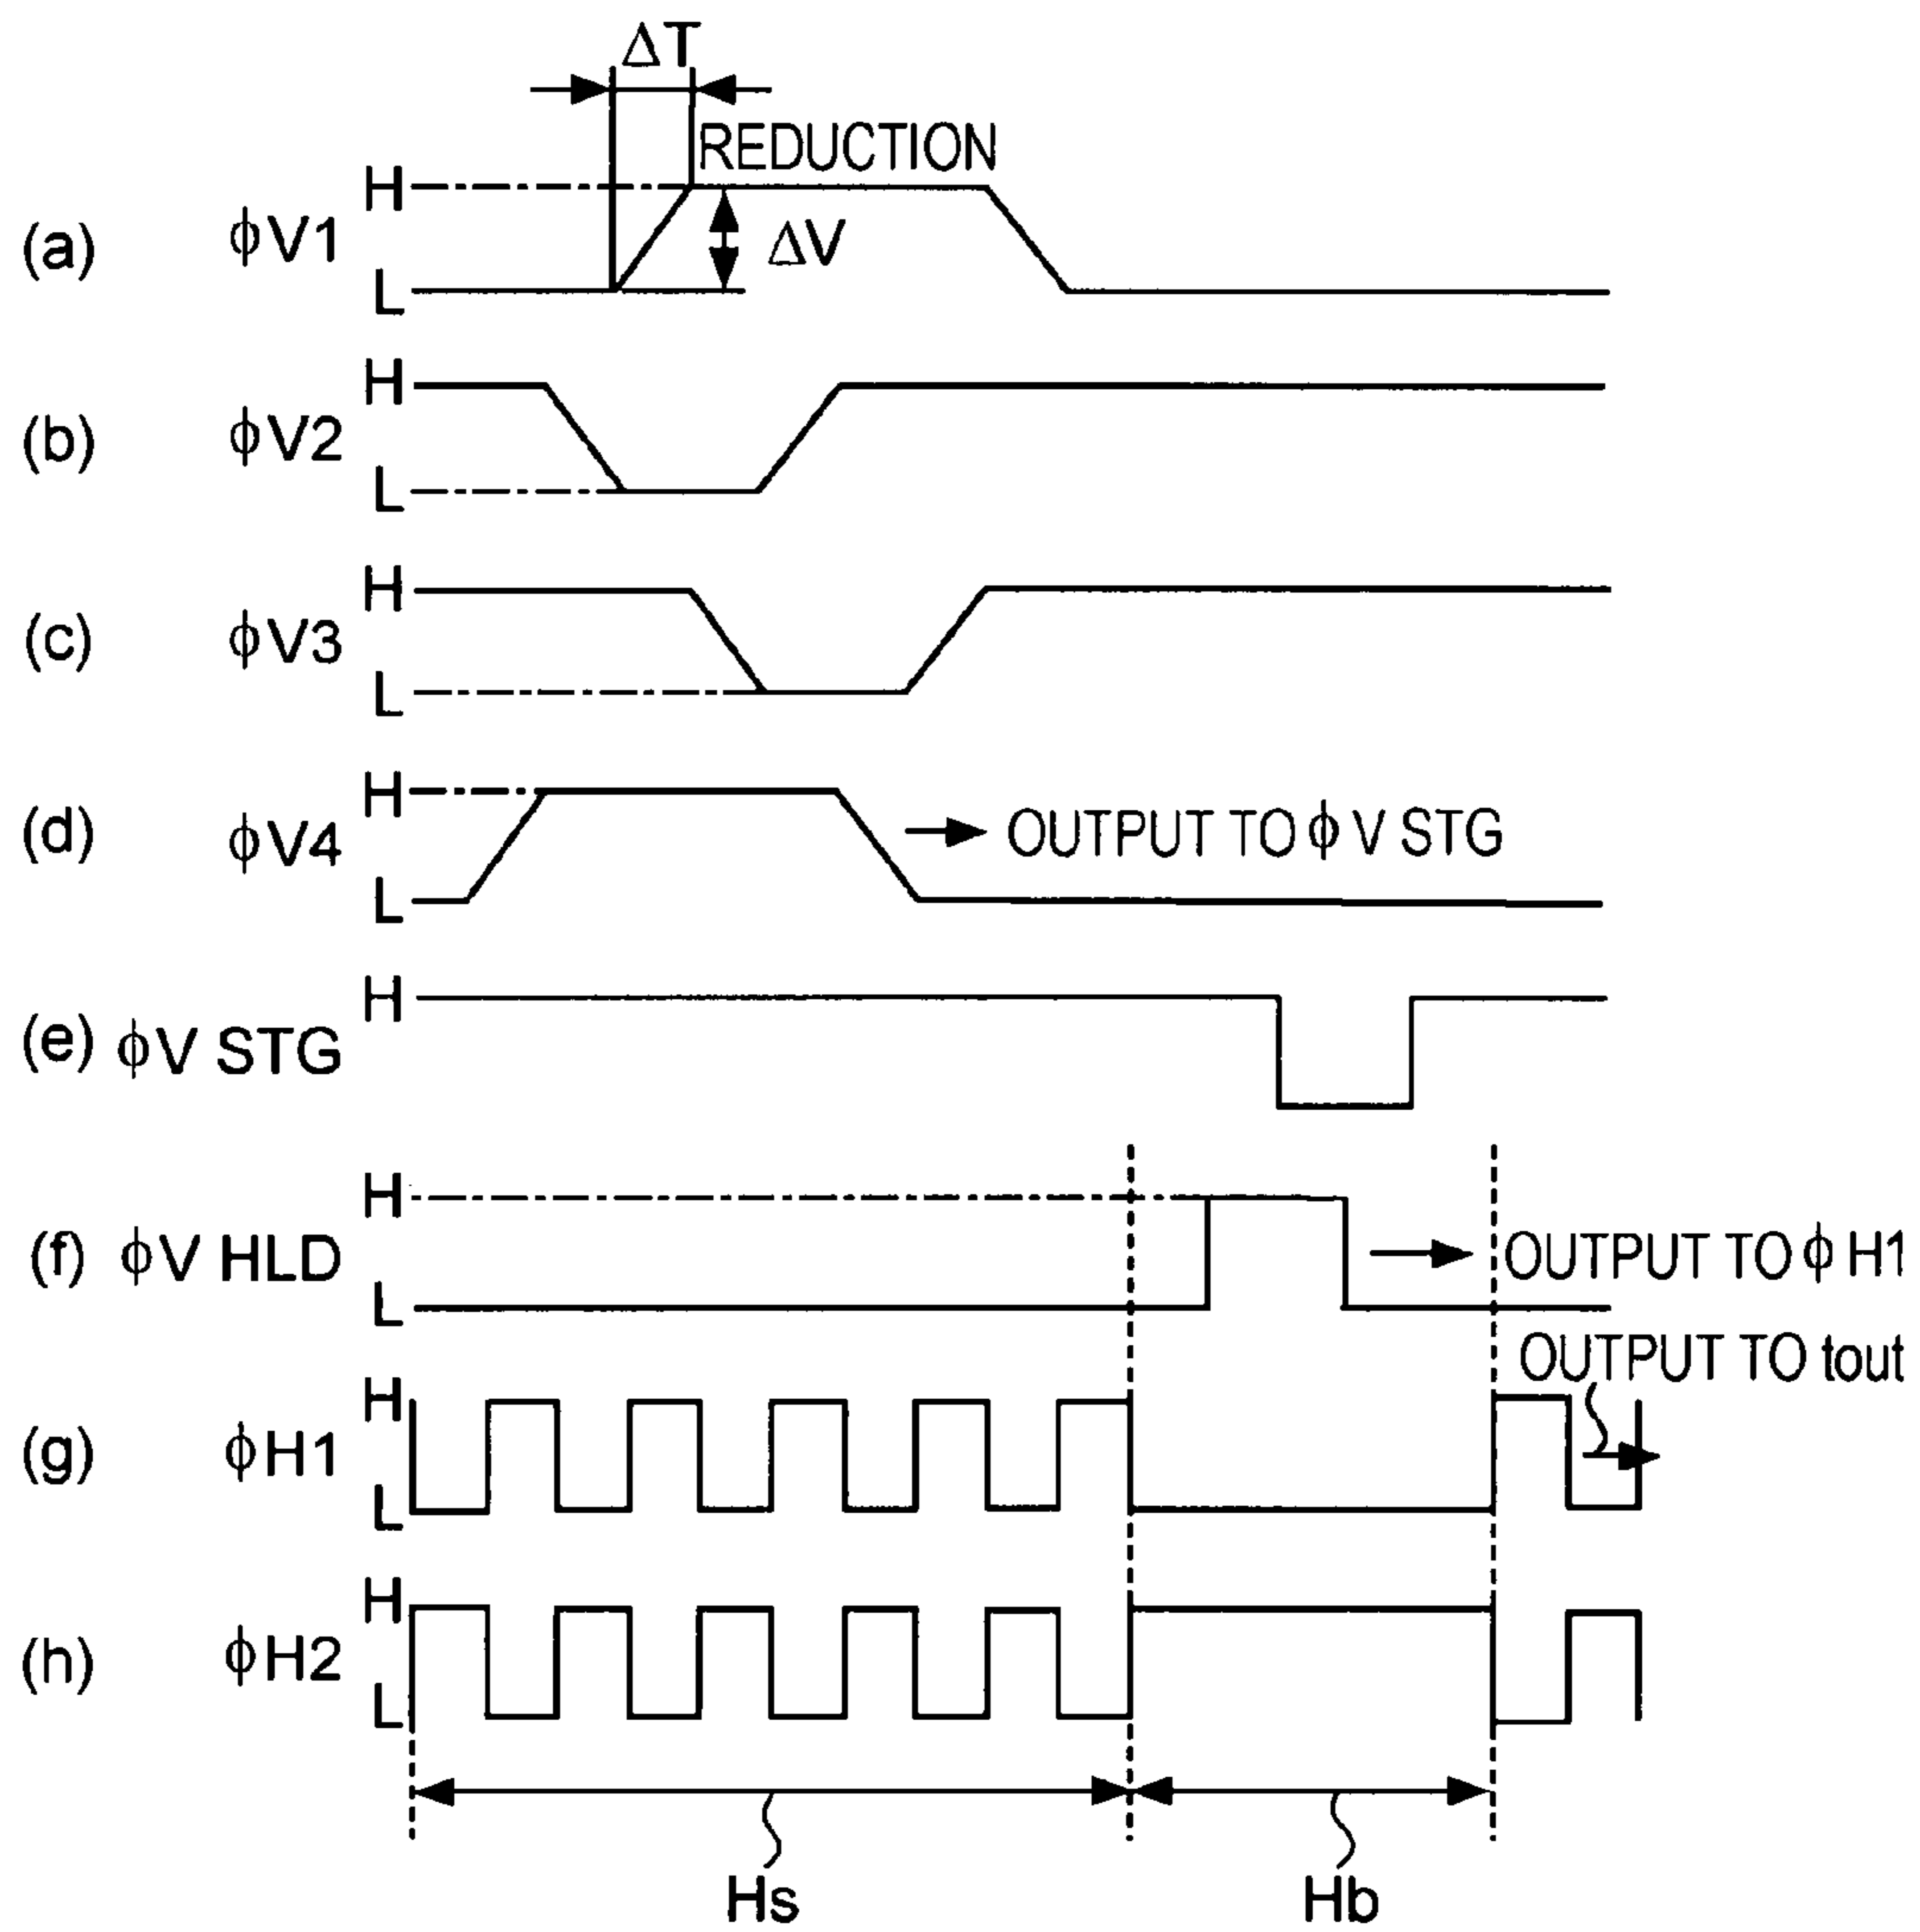 ΔT
REDUCTION
H
(a) ϕV1
ΔV
L
H
(b) ϕV2
L
H
(c) ϕV3
L
H
(d) ϕV4
OUTPUT TO ϕV STG
L
H
(e) ϕV STG
H
(f) ϕV HLD
OUTPUT TO ϕH1
L
OUTPUT TO tout
H
(g) ϕH1
L
H
(h) ϕH2
L
Hs
Hb